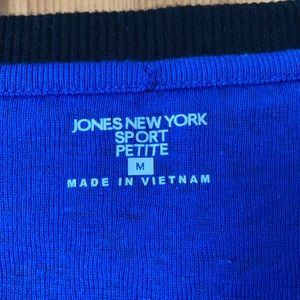 JONES NEW YORK
SPORT
PETITE
M
MADE IN VIETNAM